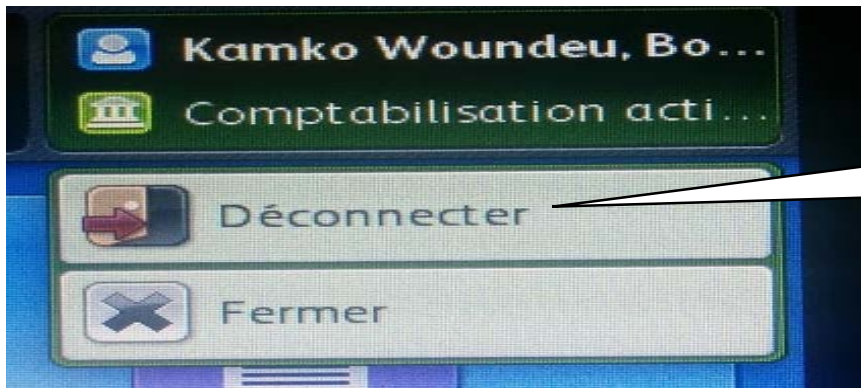 Kamko Woundeu, Bo...
Comptabilisation acti...
Déconnecter
Fermer